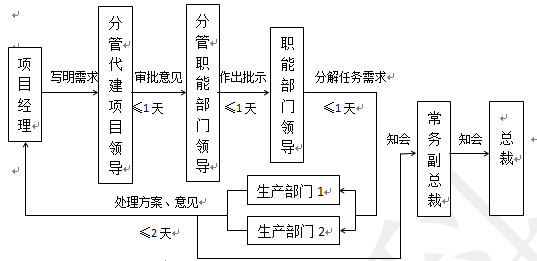 项目经理
写明需求
分管代建项目领导
审批意见
≤1 天
分管职能部门领导
作出批示
≤1 天
职能部门领导
分解任务需求
≤1 天
生产部门 1
生产部门 2
处理方案、意见
≤2 天
知会
常务副总裁
知会
总裁